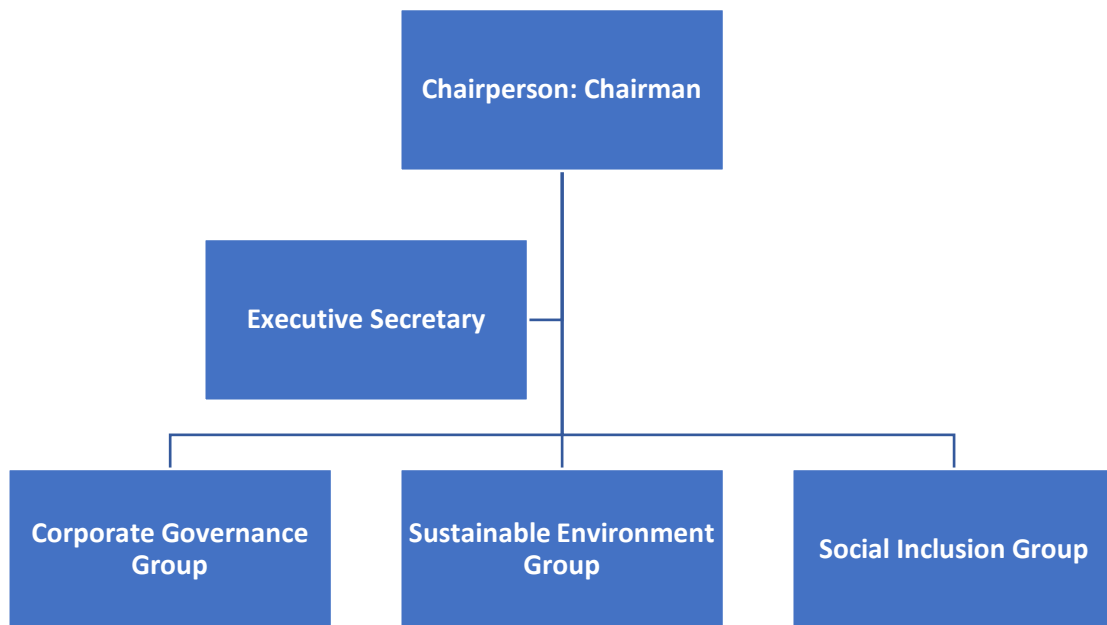 Chairperson: Chairman
Executive Secretary
Corporate Governance
Group
Sustainable Environment
Group
Social Inclusion Group